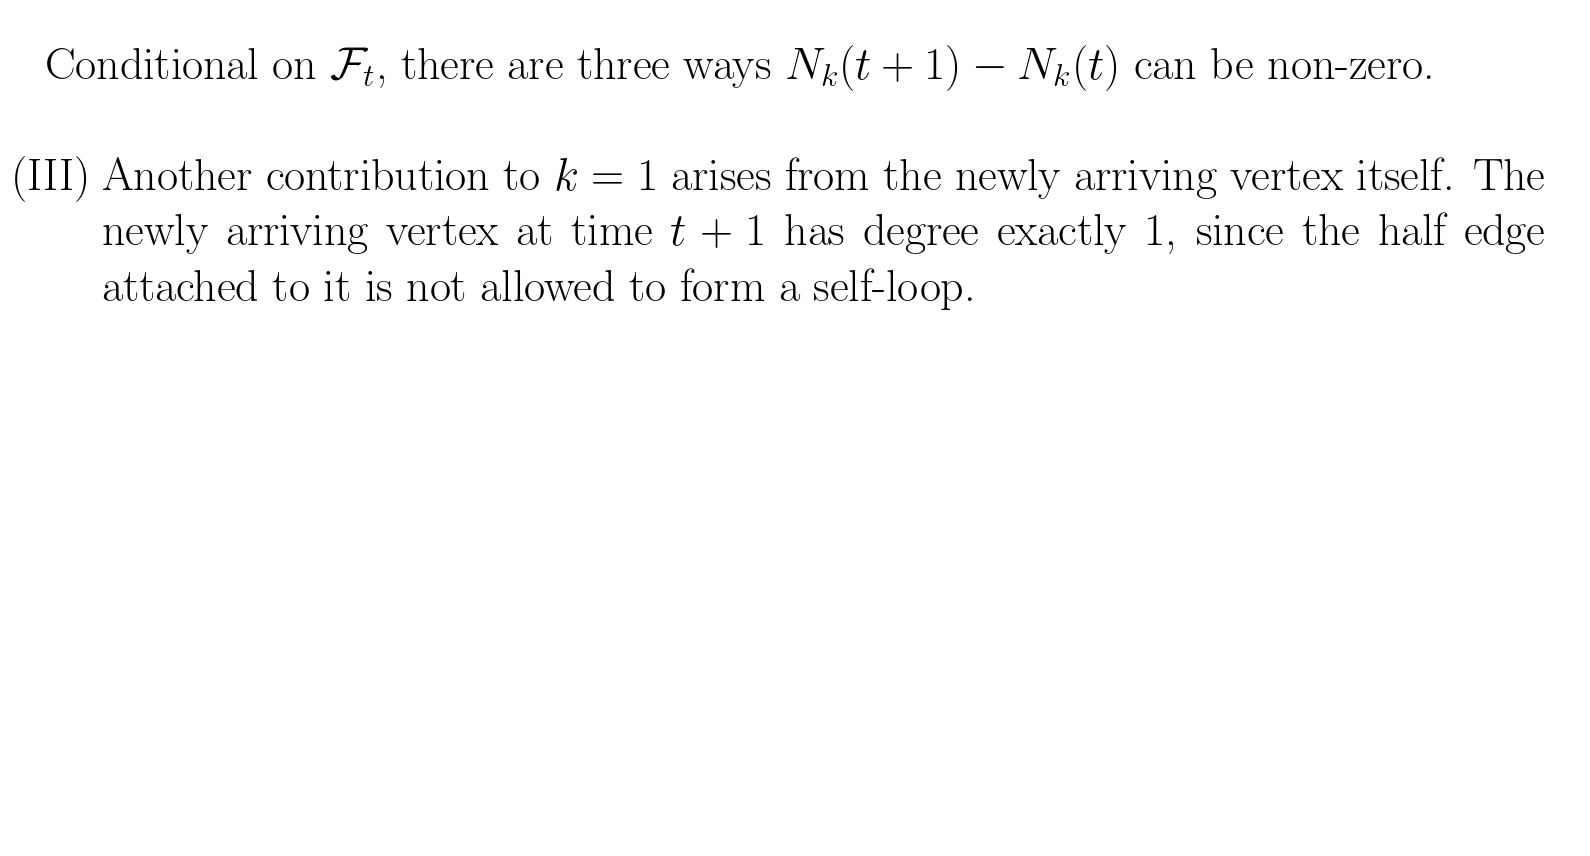 Conditional on $\mathcal{F}_t$, there are three ways $N_k(t+1) - N_k(t)$ can be non-zero.
(III) Another contribution to $k = 1$ arises from the newly arriving vertex itself. The
newly arriving vertex at time $t + 1$ has degree exactly 1, since the half edge
attached to it is not allowed to form a self-loop.